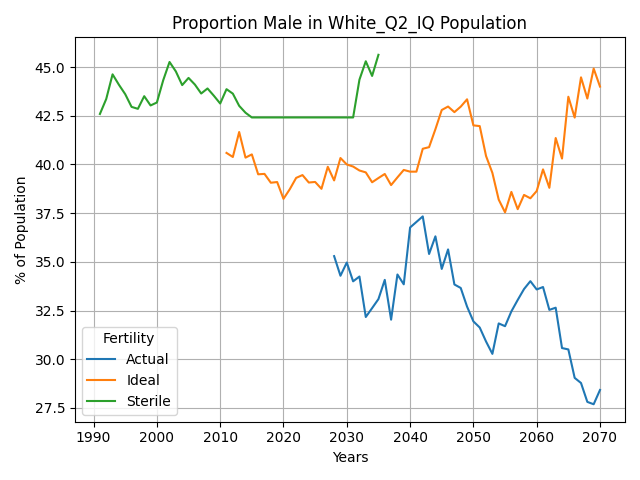 Proportion Male in White_Q2_IQ Population
% of Population
45.0
42.5
40.0
37.5
35.0
32.5
30.0
27.5
Fertility
Actual
Ideal
Sterile
1990 2000 2010 2020 2030 2040 2050 2060 2070
Years